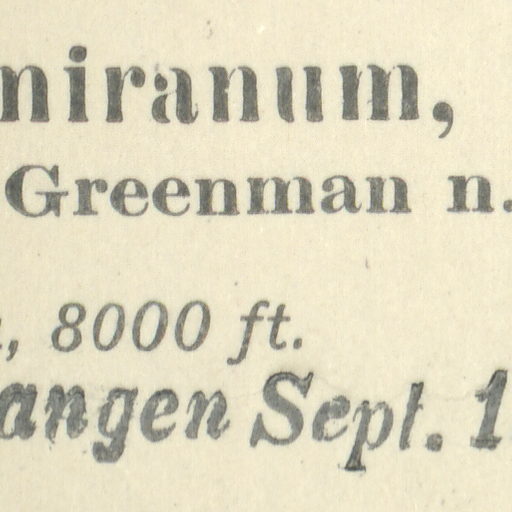 niranum,
Greenman n.
, 8000 ft.
angen Sept. 1